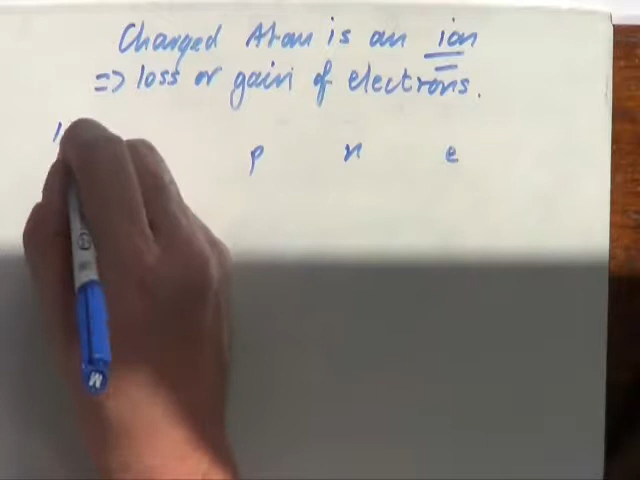 Charged Atom is an ion
=> loss or gain of electrons.
p n e